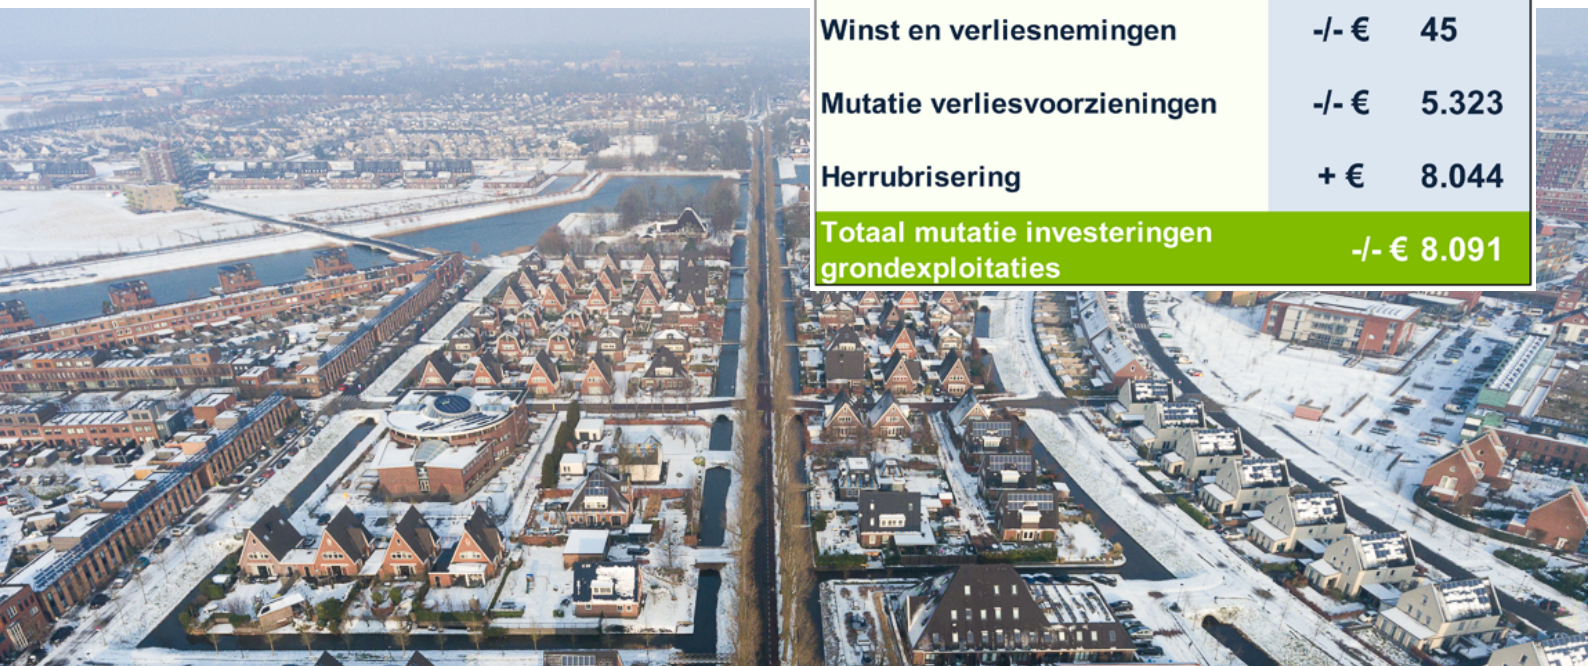 Winst en verliesnemingen -/- € 45
Mutatie verliesvoorzieningen -/- € 5.323
Herrubrisering + € 8.044
Totaal mutatie investeringen
grondexploitaties -/- € 8.091